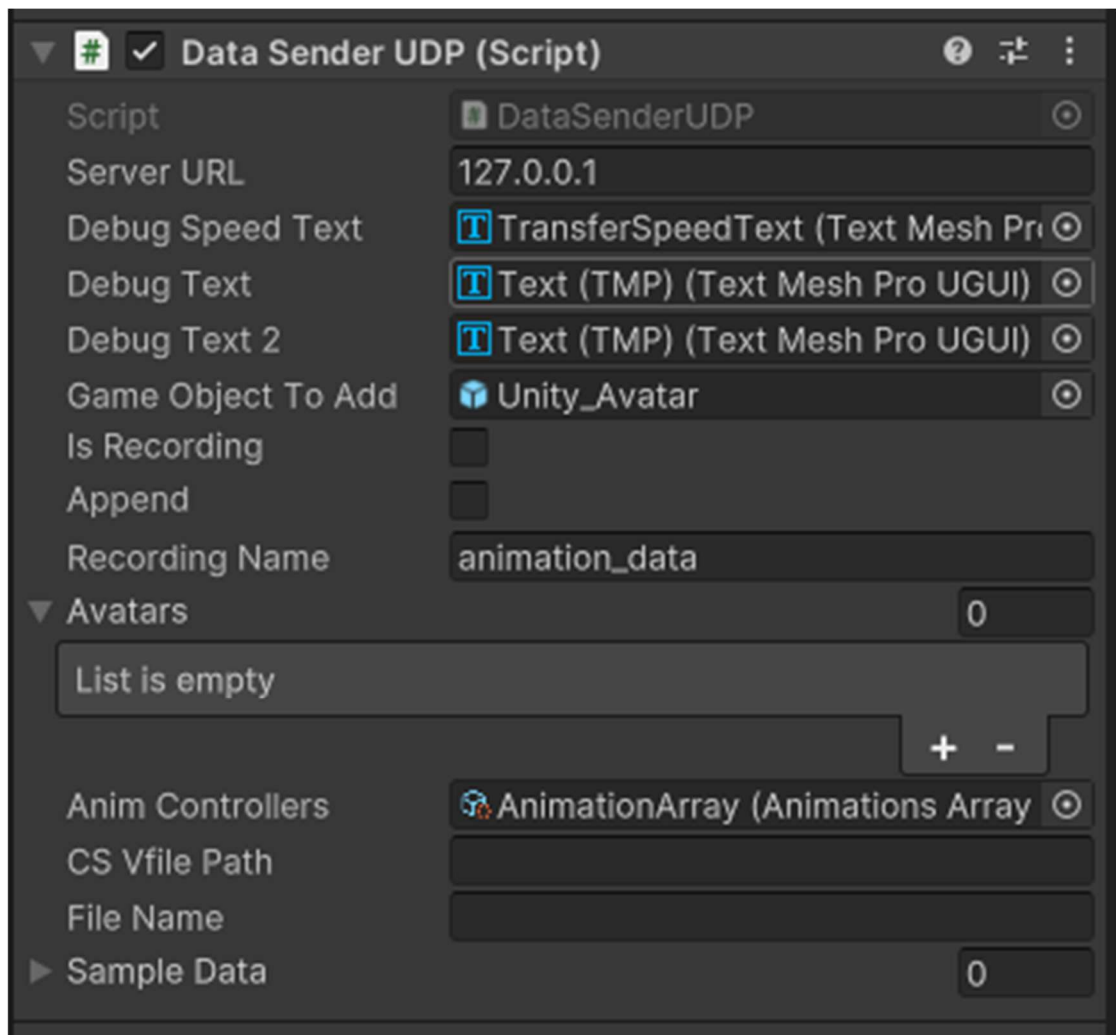 Data Sender UDP (Script)
Script DataSenderUDP
Server URL 127.0.0.1
Debug Speed Text TransferSpeedText (Text Mesh Pr
Debug Text Text (TMP) (Text Mesh Pro UGUI)
Debug Text 2 Text (TMP) (Text Mesh Pro UGUI)
Game Object To Add Unity_Avatar
Is Recording
Append
Recording Name animation_data
Avatars 0
List is empty
+ -
Anim Controllers AnimationArray (Animations Array
CS Vfile Path
File Name
Sample Data 0